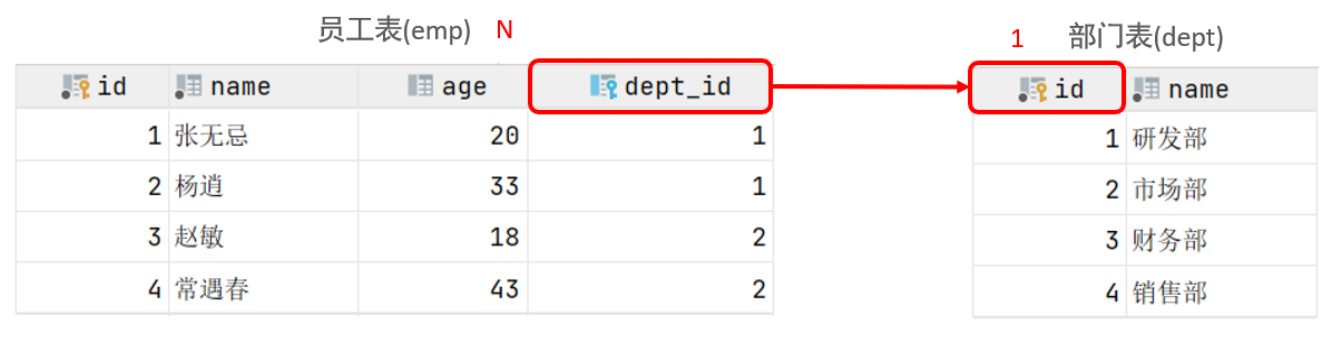 员工表(emp) N 1 部门表(dept)
id name age dept_id id name
1 张无忌 20 1 1 研发部
2 杨逍 33 1 2 市场部
3 赵敏 18 2 3 财务部
4 常遇春 43 2 4 销售部